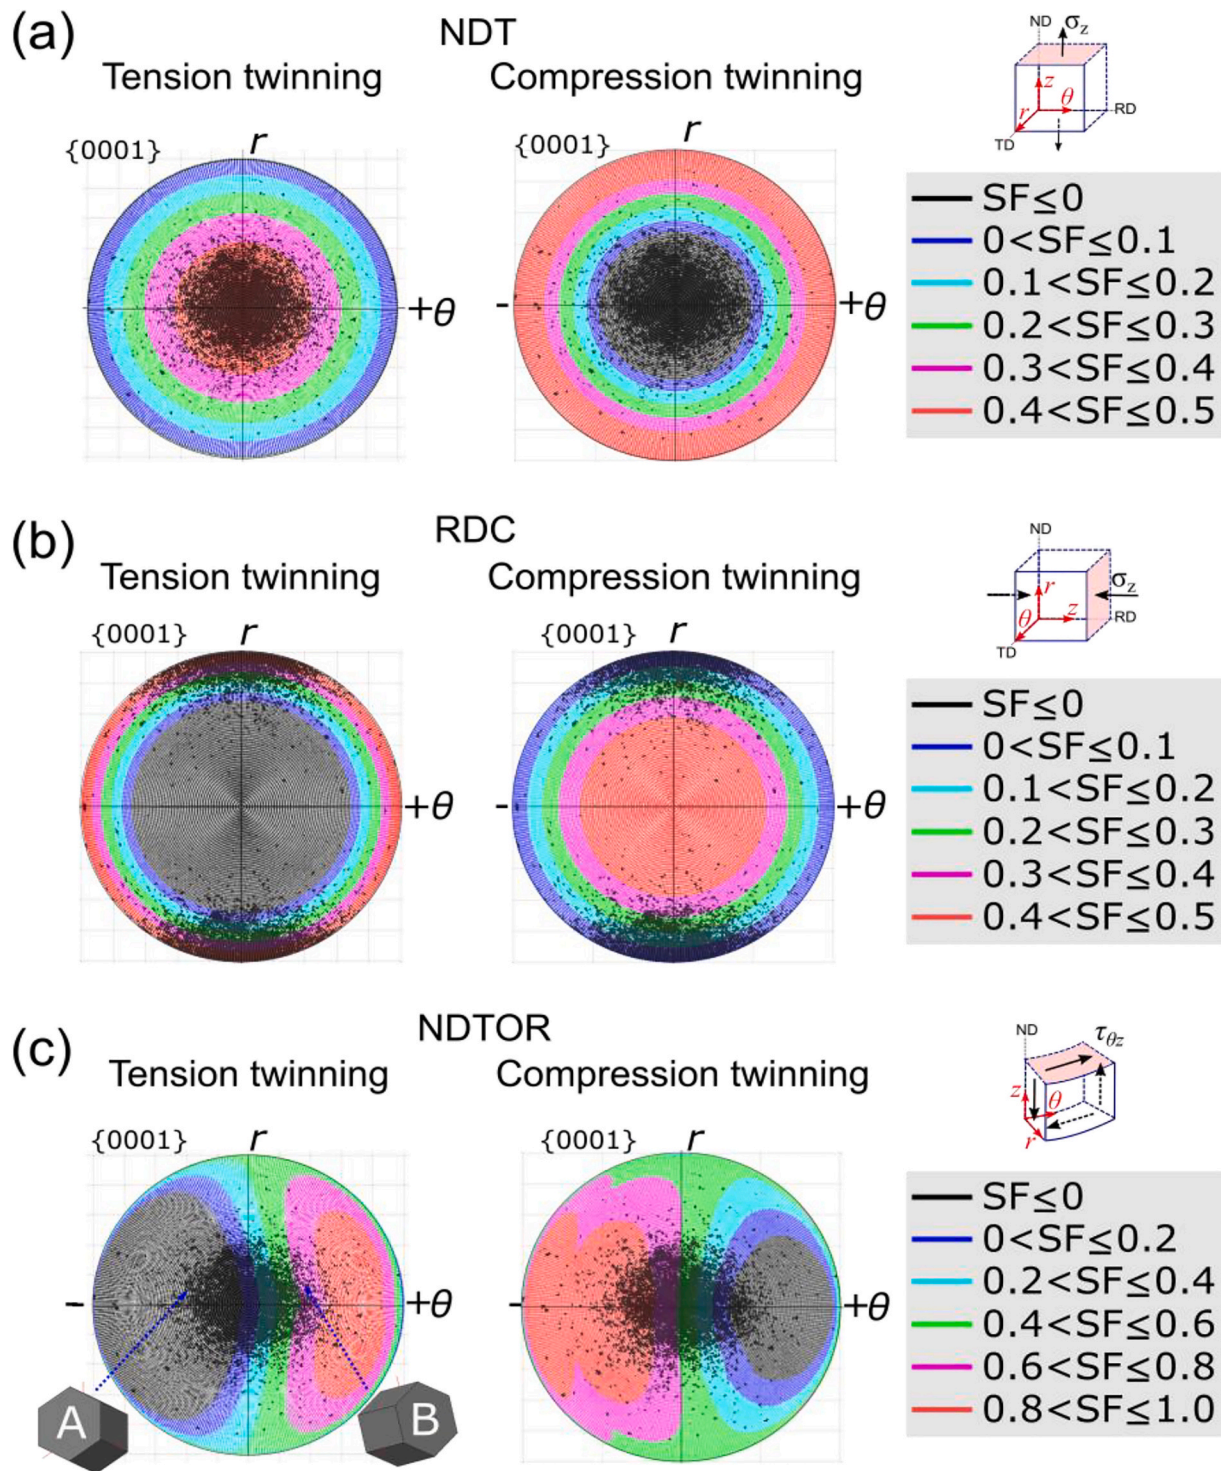 (a)
NDT
Tension twinning
Compression twinning
{0001}
r
+θ
{0001}
r
-
+θ
ND
σz
z
θ
r
RD
TD
SF≤0
0<SF≤0.1
0.1<SF≤0.2
0.2<SF≤0.3
0.3<SF≤0.4
0.4<SF≤0.5
(b)
RDC
Tension twinning
Compression twinning
{0001}
r
+θ
{0001}
r
-
+θ
ND
r
σz
θ
z
RD
TD
SF≤0
0<SF≤0.1
0.1<SF≤0.2
0.2<SF≤0.3
0.3<SF≤0.4
0.4<SF≤0.5
(c)
NDTOR
Tension twinning
Compression twinning
{0001}
r
-
+θ
A
B
{0001}
r
-
+θ
ND
τθz
z
θ
r
SF≤0
0<SF≤0.2
0.2<SF≤0.4
0.4<SF≤0.6
0.6<SF≤0.8
0.8<SF≤1.0